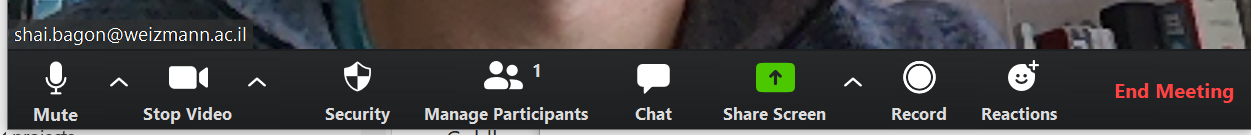 shai.bagon@weizmann.ac.il
1
Mute Stop Video Security Manage Participants Chat Share Screen Record Reactions End Meeting
projects